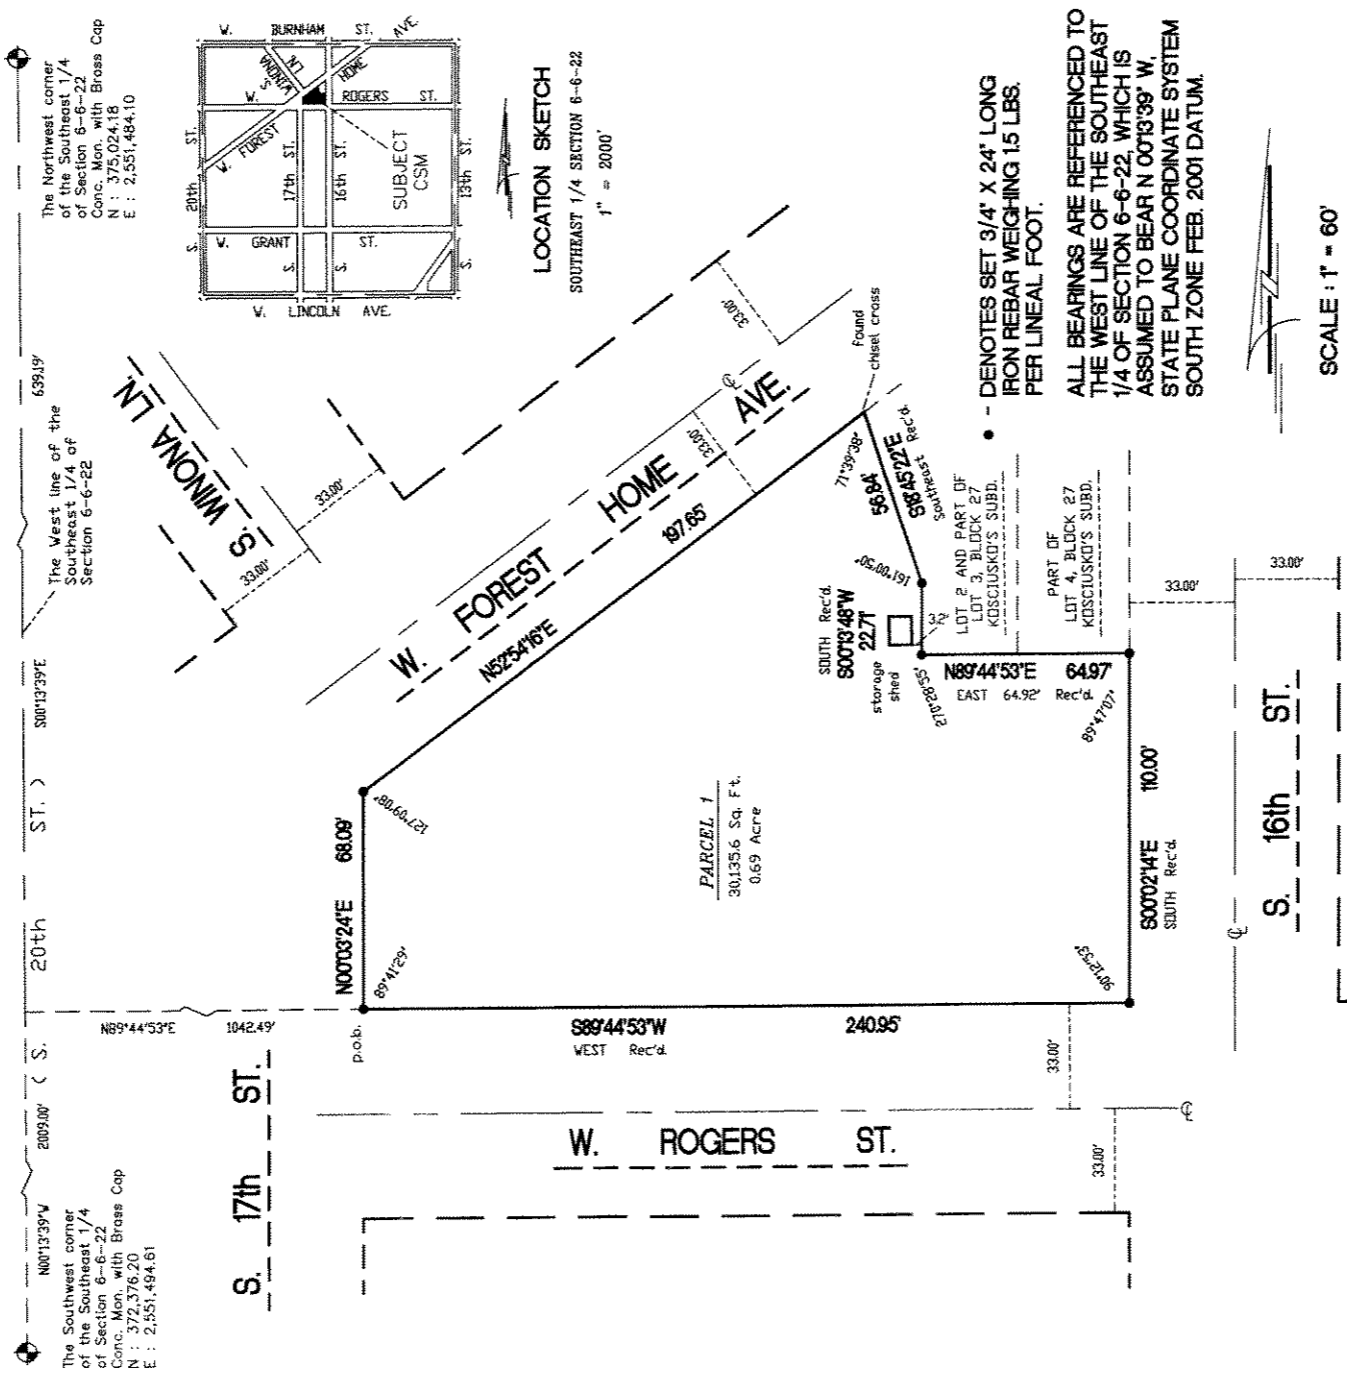 The Northwest corner
of the Southeast 1/4
of Section 6-6-22
Conc. Mon. with Brass Cap
N : 375,024.18
E : 2,551,484.10
W. BURNHAM ST.
AVE.
S. WINONA LN.
HOME
W. ROGERS ST.
W. FOREST
S. 20th ST.
S. 17th ST.
S. 16th ST.
S. 13th ST.
SUBJECT
CSM
W. GRANT ST.
W. LINCOLN AVE.
LOCATION SKETCH
SOUTHEAST 1/4 SECTION 6-6-22
1" = 2000'
639.19'
The West line of the
Southeast 1/4 of
Section 6-6-22
S00°13'39"E
( S. 20th ST. )
2009.00'
N00°13'39"W
The Southwest corner
of the Southeast 1/4
of Section 6-6-22
Conc. Mon. with Brass Cap
N : 372,376.20
E : 2,551,494.61
S. WINONA LN.
33.00'
33.00'
W. FOREST HOME AVE.
33.00'
33.00'
℄
found
chisel cross
N52°54'16"E
197.65'
71°39'38"
56.84'
S18°45'22"E
Southeast Rec'd.
161°00'50"
SOUTH Rec'd.
S00°13'48"W
22.71'
storage
shed
3.2
270°28'55"
LOT 2 AND PART OF
LOT 3, BLOCK 27
KOSCIUSKO'S SUBD.
PART OF
LOT 4, BLOCK 27
KOSCIUSKO'S SUBD.
N89°44'53"E 64.97'
EAST 64.92' Rec'd.
89°47'07"
N00°03'24"E 68.09'
127°09'08"
89°41'29"
PARCEL 1
30,135.6 Sq. Ft.
0.69 Acre
110.00'
S00°02'14"E
SOUTH Rec'd.
90°12'53"
N89°44'53"E 1042.49'
p.o.b.
S89°44'53"W 240.95'
WEST Rec'd.
33.00'
33.00'
W. ROGERS ST.
℄
S. 17th ST.
S. 16th ST.
℄
33.00'
33.00'
● - DENOTES SET 3/4" X 24" LONG
IRON REBAR WEIGHING 1.5 LBS.
PER LINEAL FOOT.
ALL BEARINGS ARE REFERENCED TO
THE WEST LINE OF THE SOUTHEAST
1/4 OF SECTION 6-6-22, WHICH IS
ASSUMED TO BEAR N 00°13'39" W,
STATE PLANE COORDINATE SYSTEM
SOUTH ZONE FEB. 2001 DATUM.
SCALE : 1" = 60'